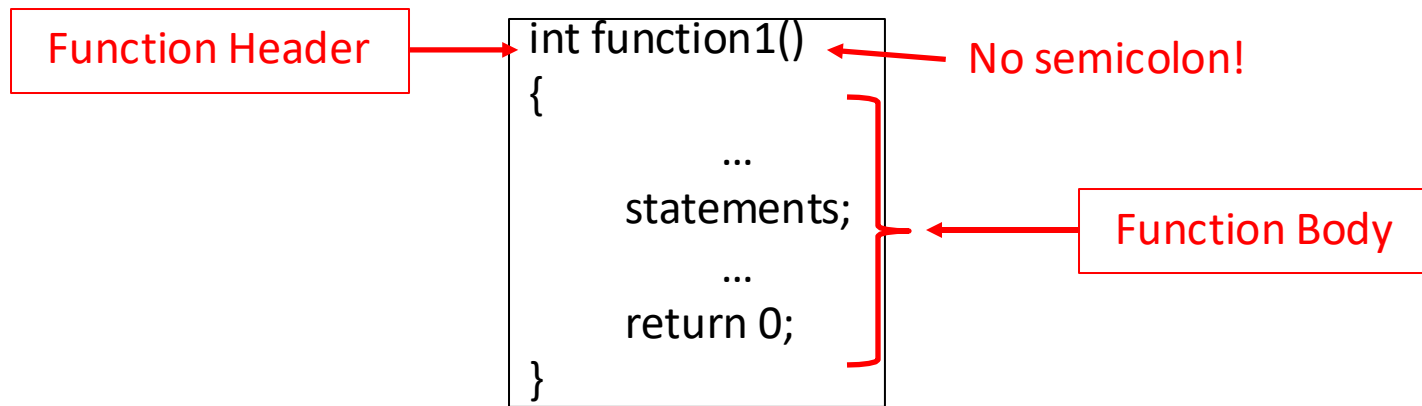 Function Header
int function1()
No semicolon!
{
...
statements;
Function Body
...
return 0;
}